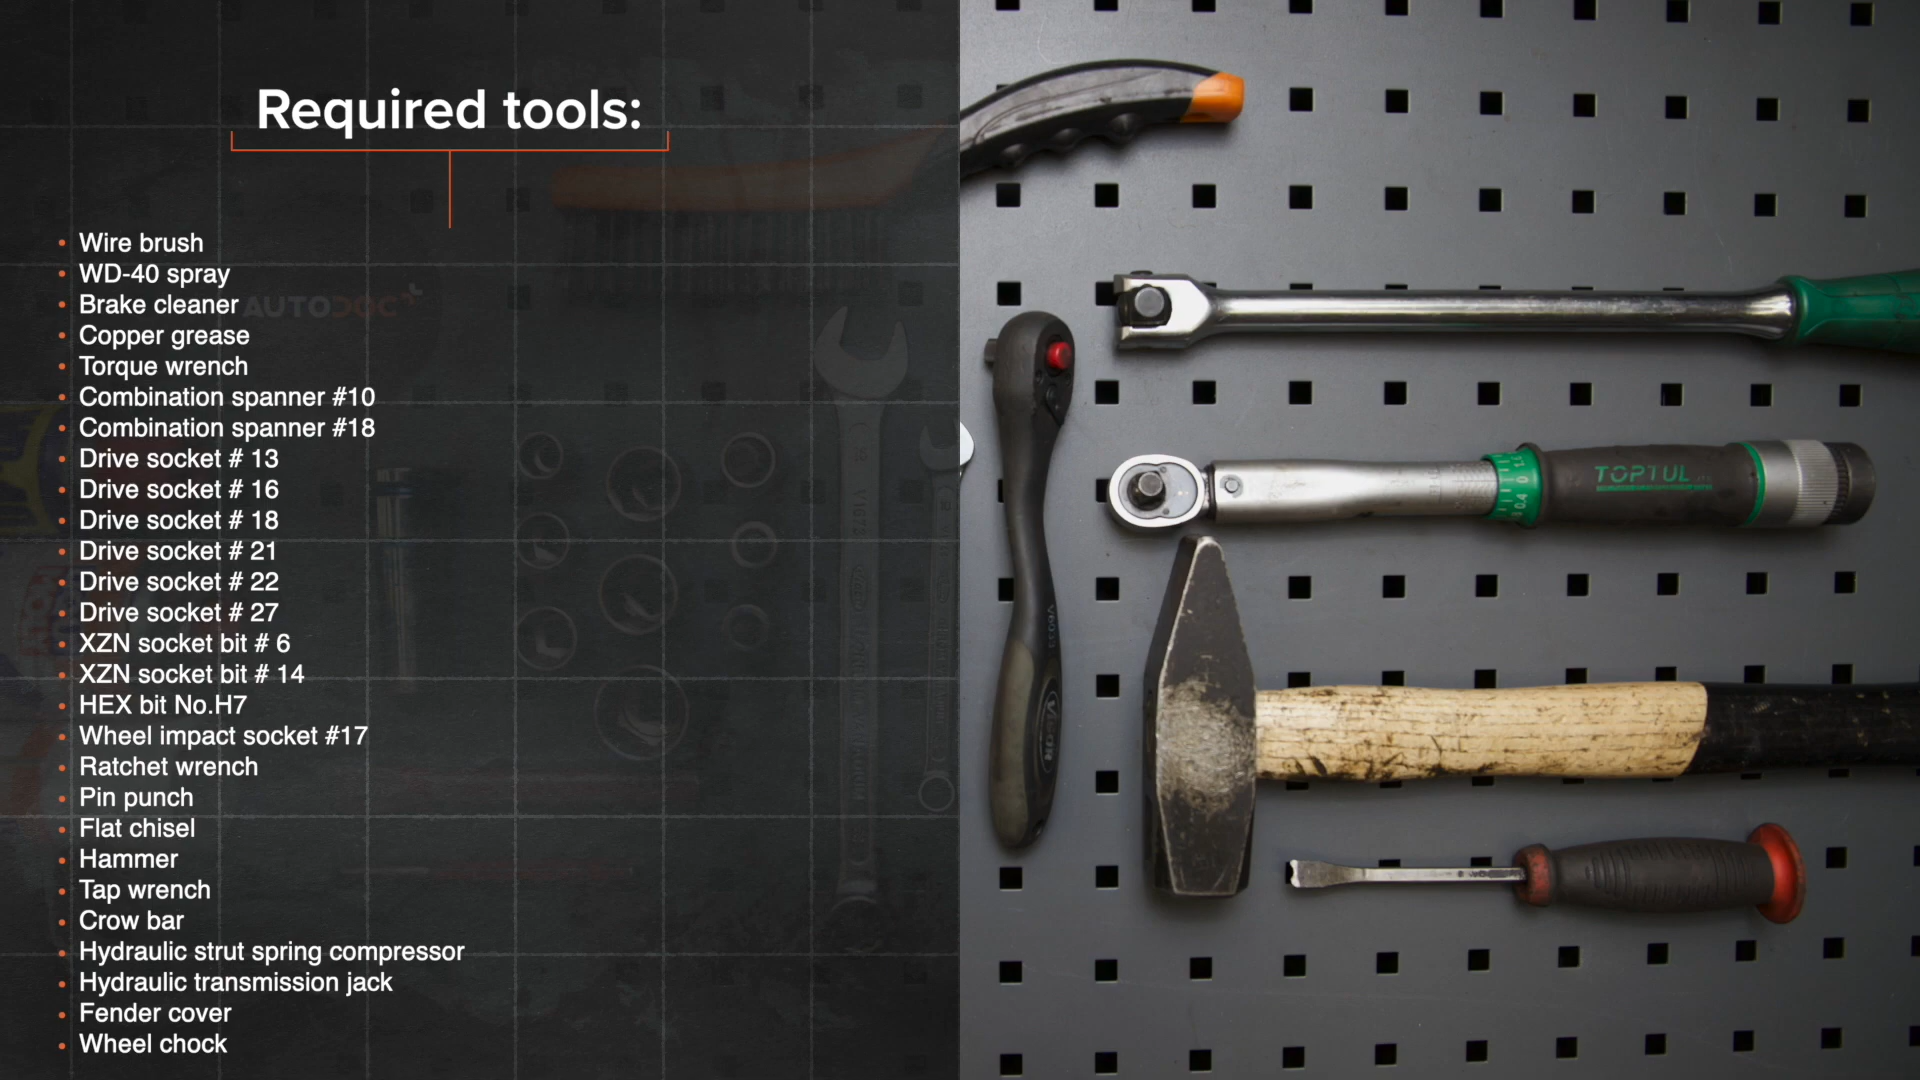 Required tools:
Wire brush
WD-40 spray
AUTODOC
Brake cleaner
Copper grease
Torque wrench
Combination spanner #10
Combination spanner #18
Drive socket # 13
Drive socket # 16
Drive socket # 18
Drive socket # 21
Drive socket # 22
Drive socket # 27
XZN socket bit # 6
XZN socket bit # 14
HEX bit No.H7
Wheel impact socket #17
Ratchet wrench
Pin punch
Flat chisel
Hammer
Tap wrench
Crow bar
Hydraulic strut spring compressor
Hydraulic transmission jack
Fender cover
Wheel chock
TOPTUL